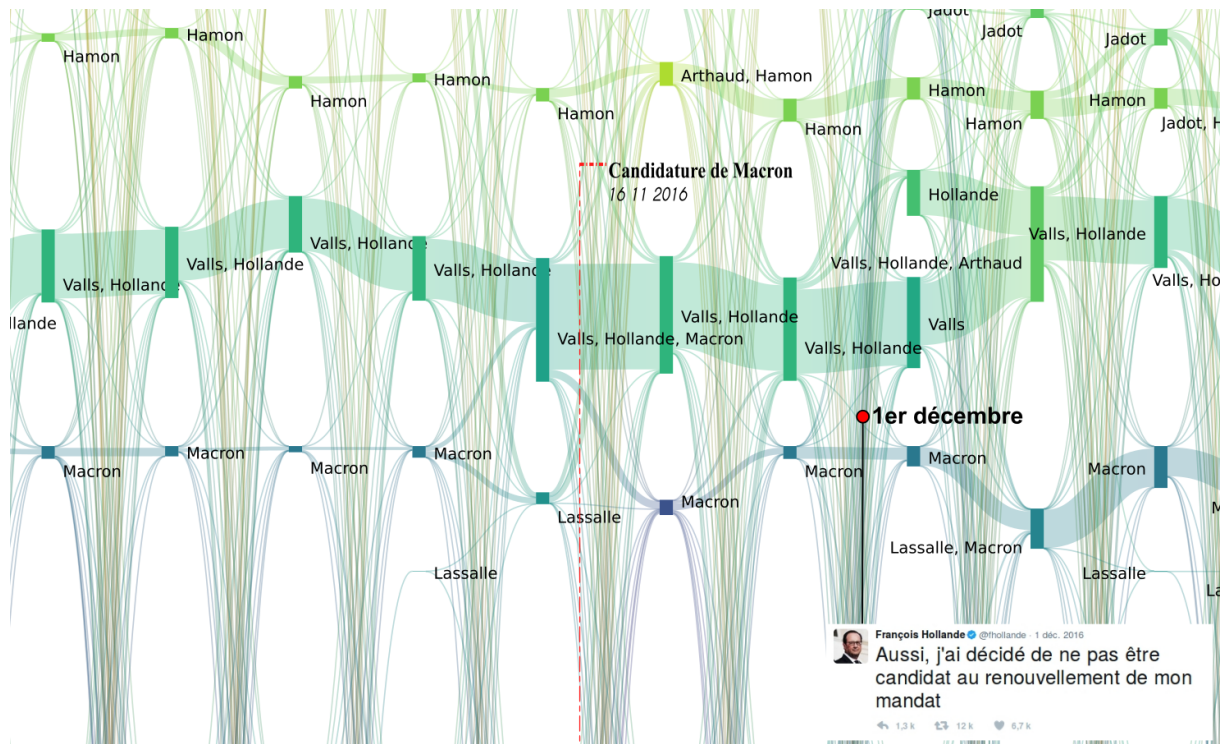 Jadot
Jadot
Jadot
Hamon
Hamon
Hamon
Hamon
Hamon
Arthaud, Hamon
Hamon
Hamon
Hamon
Hamon
Jadot, H
Candidature de Macron
16 11 2016
Hollande
Valls, Hollande
Valls, Hollande
Valls, Hollande
Valls, Hollande
Valls, Hollande, Macron
Valls, Hollande
Valls, Hollande
Valls
Valls, Hollande, Arthaud
Valls, Hollande
Valls, Ho
llande
1er décembre
Macron
Macron
Macron
Macron
Lassalle
Lassalle
Macron
Macron
Macron
Lassalle, Macron
Macron
Lassalle
François Hollande @fhollande · 1 déc. 2016
Aussi, j'ai décidé de ne pas être
candidat au renouvellement de mon
mandat
1,3 k 12 k 6,7 k